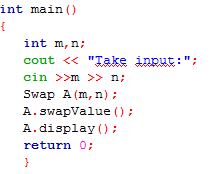 int main()
{
int m,n;
cout << "Take input:";
cin >>m >> n;
Swap A(m,n);
A.swapValue();
A.display();
return 0;
}